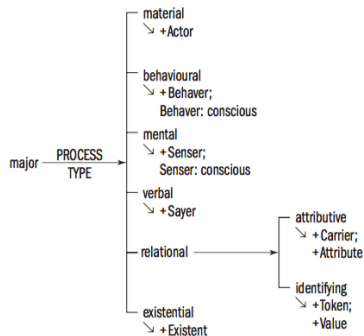 material
↘ +Actor
behavioural
↘ +Behaver;
Behaver: conscious
mental
↘ +Senser;
Senser: conscious
major PROCESS
TYPE
verbal
↘ +Sayer
relational
attributive
↘ +Carrier;
+Attribute
identifying
↘ +Token;
+Value
existential
↘ +Existent